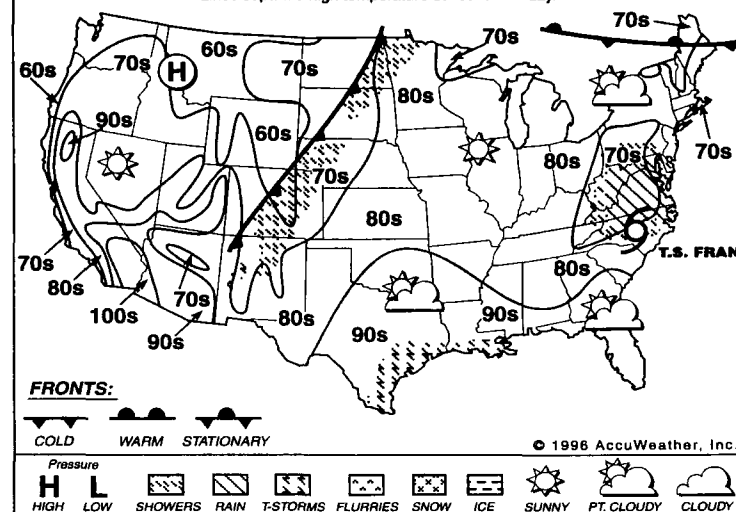 70s
60s
60s
70s
70s
70s
H
80s
90s
60s
80s
70s
70s
70s
80s
T.S. FRAN
80s
70s
80s
70s
100s
80s
90s
90s
90s
FRONTS:
COLD WARM STATIONARY
© 1996 AccuWeather, Inc.
Pressure
H L
HIGH LOW SHOWERS RAIN T-STORMS FLURRIES SNOW ICE SUNNY PT. CLOUDY CLOUDY